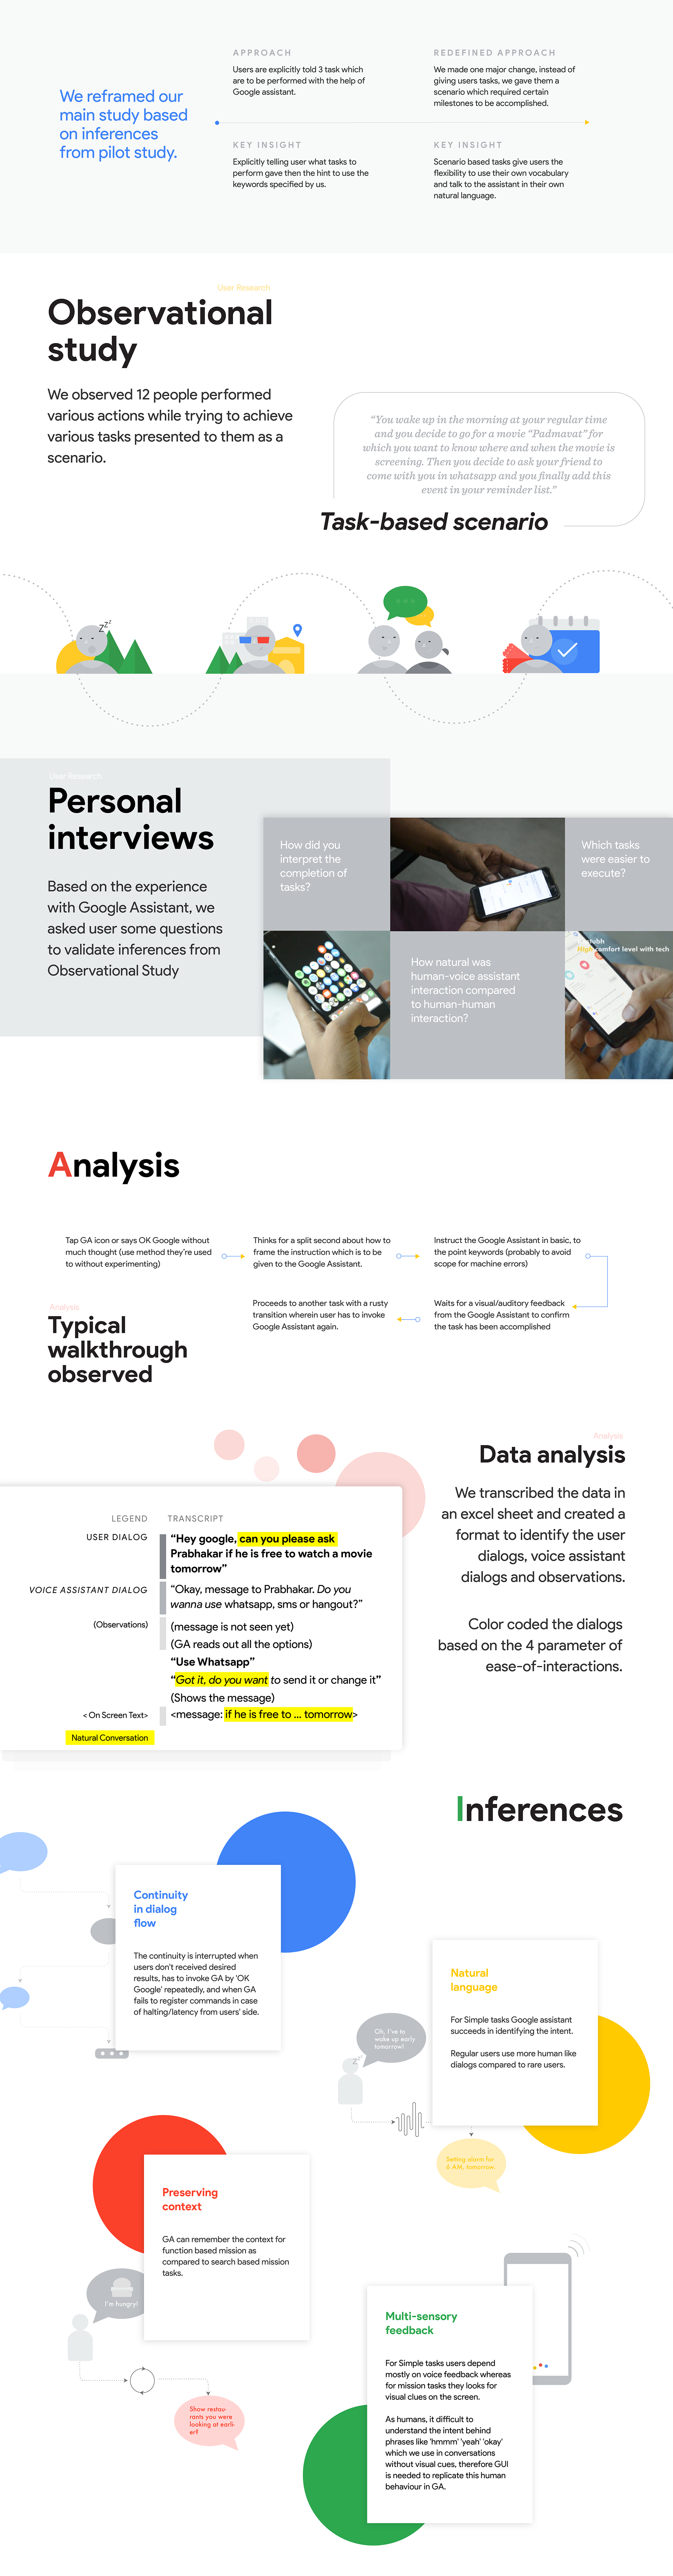 We reframed our
main study based
on inferences
from pilot study.
APPROACH
Users are explicitly told 3 task which
are to be performed with the help of
Google assistant.
REDEFINED APPROACH
We made one major change, instead of
giving users tasks, we gave them a
scenario which required certain
milestones to be accomplished.
KEY INSIGHT
Explicitly telling user what tasks to
perform gave then the hint to use the
keywords specified by us.
KEY INSIGHT
Scenario based tasks give users the
flexibility to use their own vocabulary
and talk to the assistant in their own
natural language.
User Research
Observational
study
We observed 12 people performed
various actions while trying to achieve
various tasks presented to them as a
scenario.
“You wake up in the morning at your regular time
and you decide to go for a movie “Padmavat” for
which you want to know where and when the movie is
screening. Then you decide to ask your friend to
come with you in whatsapp and you finally add this
event in your reminder list.”
Task-based scenario
zzz
User Research
Personal
interviews
Based on the experience
with Google Assistant, we
asked user some questions
to validate inferences from
Observational Study
How did you
interpret the
completion of
tasks?
Which tasks
were easier to
execute?
How natural was
human-voice assistant
interaction compared
to human-human
interaction?
High comfort level with tech
Analysis
Tap GA icon or says OK Google without
much thought (use method they're used
to without experimenting)
Thinks for a split second about how to
frame the instruction which is to be
given to the Google Assistant.
Instruct the Google Assistant in basic, to
the point keywords (probably to avoid
scope for machine errors)
Waits for a visual/auditory feedback
from the Google Assistant to confirm
the task has been accomplished
Proceeds to another task with a rusty
transition wherein user has to invoke
Google Assistant again.
Analysis
Typical
walkthrough
observed
Analysis
Data analysis
We transcribed the data in
an excel sheet and created a
format to identify the user
dialogs, voice assistant
dialogs and observations.
Color coded the dialogs
based on the 4 parameter of
ease-of-interactions.
LEGEND
TRANSCRIPT
USER DIALOG
“Hey google, can you please ask
Prabhakar if he is free to watch a movie
tomorrow”
VOICE ASSISTANT DIALOG
“Okay, message to Prabhakar. Do you
wanna use whatsapp, sms or hangout?”
(Observations)
(message is not seen yet)
(GA reads out all the options)
“Use Whatsapp”
“Got it, do you want to send it or change it”
(Shows the message)
< On Screen Text>
<message: if he is free to ... tomorrow>
Natural Conversation
Inferences
Continuity
in dialog
flow
The continuity is interrupted when
users don't received desired
results, has to invoke GA by 'OK
Google' repeatedly, and when GA
fails to register commands in case
of halting/latency from users' side.
Natural
language
For Simple tasks Google assistant
succeeds in identifying the intent.
Regular users use more human like
dialogs compared to rare users.
Oh, I've to
wake up early
tomorrow!
zzz
Setting alarm for
6 AM, tomorrow.
Preserving
context
GA can remember the context for
function based mission as
compared to search based mission
tasks.
I'm hungry!
Show restau-
rants you were
looking at earli-
er?
Multi-sensory
feedback
For Simple tasks users depend
mostly on voice feedback whereas
for mission tasks they looks for
visual clues on the screen.
As humans, it difficult to
understand the intent behind
phrases like 'hmmm' 'yeah' 'okay'
which we use in conversations
without visual cues, therefore GUI
is needed to replicate this human
behaviour in GA.